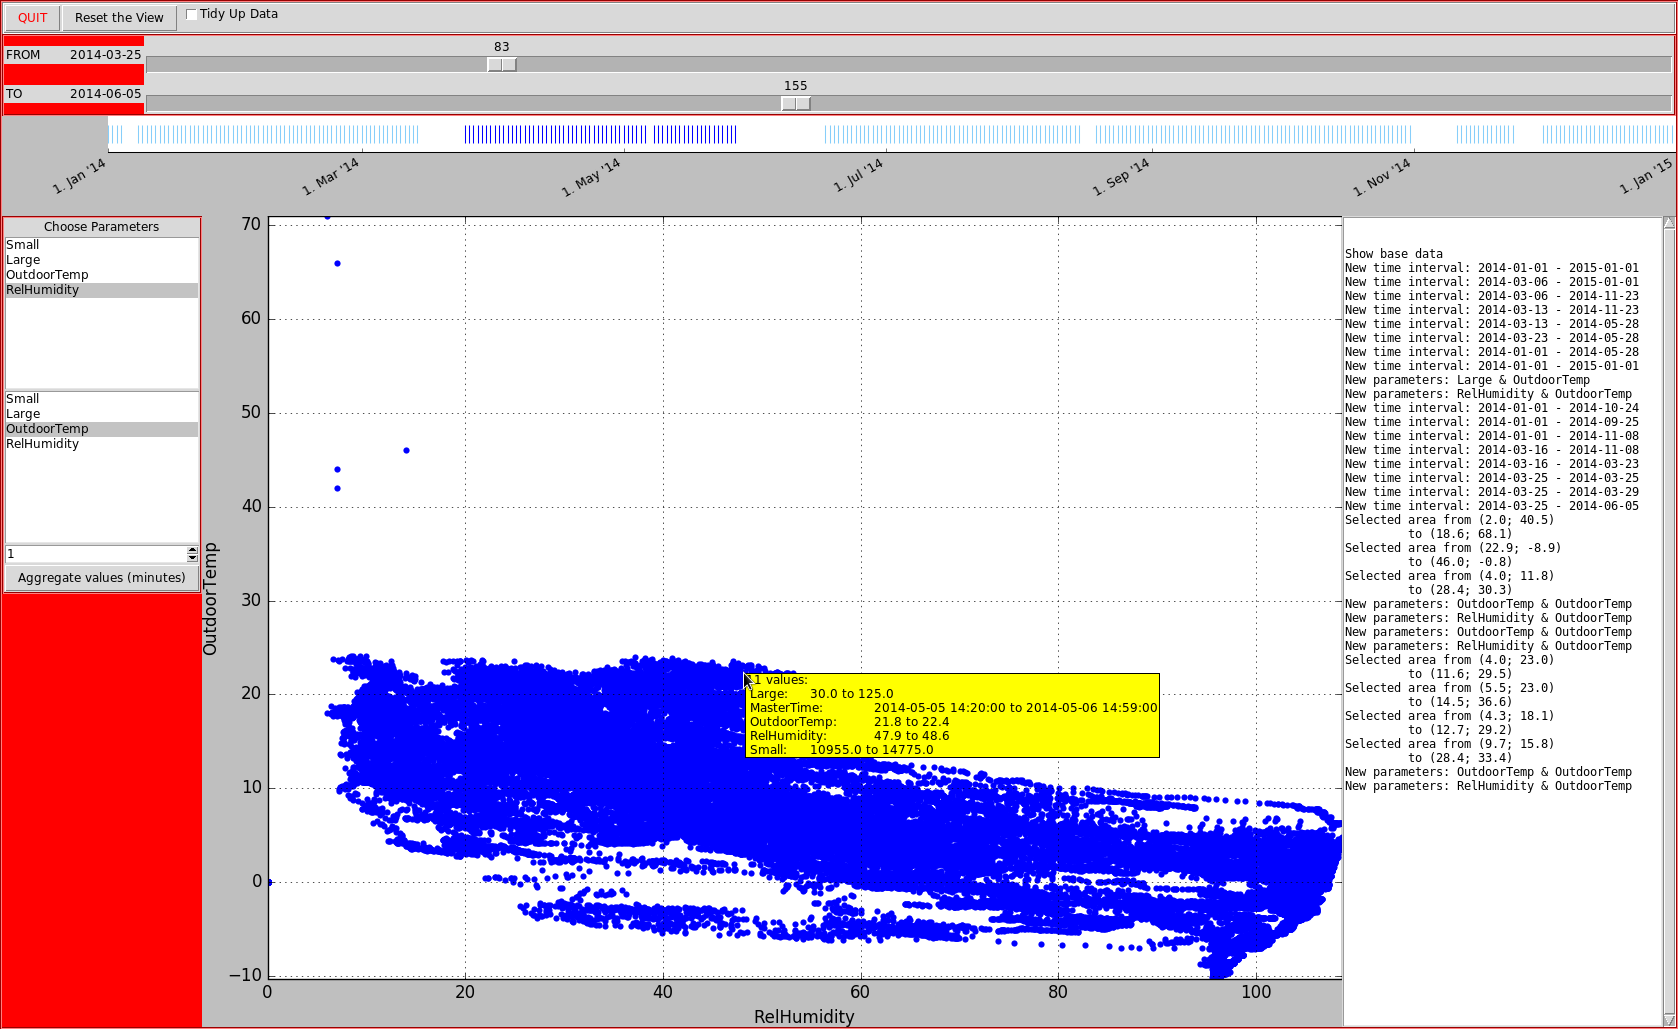 QUIT Reset the View Tidy Up Data
83
FROM 2014-03-25
155
TO 2014-06-05
1. Jan '14 1. Mar '14 1. May '14 1. Jul '14 1. Sep '14 1. Nov '14 1. Jan '15
Choose Parameters
Small
Large
OutdoorTemp
RelHumidity
Small
Large
OutdoorTemp
RelHumidity
1
Aggregate values (minutes)
OutdoorTemp
70
60
50
40
30
20
10
0
−10
0 20 40 60 80 100
RelHumidity
11 values:
Large: 30.0 to 125.0
MasterTime: 2014-05-05 14:20:00 to 2014-05-06 14:59:00
OutdoorTemp: 21.8 to 22.4
RelHumidity: 47.9 to 48.6
Small: 10955.0 to 14775.0
Show base data
New time interval: 2014-01-01 - 2015-01-01
New time interval: 2014-03-06 - 2015-01-01
New time interval: 2014-03-06 - 2014-11-23
New time interval: 2014-03-13 - 2014-11-23
New time interval: 2014-03-13 - 2014-05-28
New time interval: 2014-03-23 - 2014-05-28
New time interval: 2014-01-01 - 2014-05-28
New time interval: 2014-01-01 - 2015-01-01
New parameters: Large & OutdoorTemp
New parameters: RelHumidity & OutdoorTemp
New time interval: 2014-01-01 - 2014-10-24
New time interval: 2014-01-01 - 2014-09-25
New time interval: 2014-01-01 - 2014-11-08
New time interval: 2014-03-16 - 2014-11-08
New time interval: 2014-03-16 - 2014-03-23
New time interval: 2014-03-25 - 2014-03-25
New time interval: 2014-03-25 - 2014-03-29
New time interval: 2014-03-25 - 2014-06-05
Selected area from (2.0; 40.5)
to (18.6; 68.1)
Selected area from (22.9; -8.9)
to (46.0; -0.8)
Selected area from (4.0; 11.8)
to (28.4; 30.3)
New parameters: OutdoorTemp & OutdoorTemp
New parameters: RelHumidity & OutdoorTemp
New parameters: OutdoorTemp & OutdoorTemp
New parameters: RelHumidity & OutdoorTemp
Selected area from (4.0; 23.0)
to (11.6; 29.5)
Selected area from (5.5; 23.0)
to (14.5; 36.6)
Selected area from (4.3; 18.1)
to (12.7; 29.2)
Selected area from (9.7; 15.8)
to (28.4; 33.4)
New parameters: OutdoorTemp & OutdoorTemp
New parameters: RelHumidity & OutdoorTemp